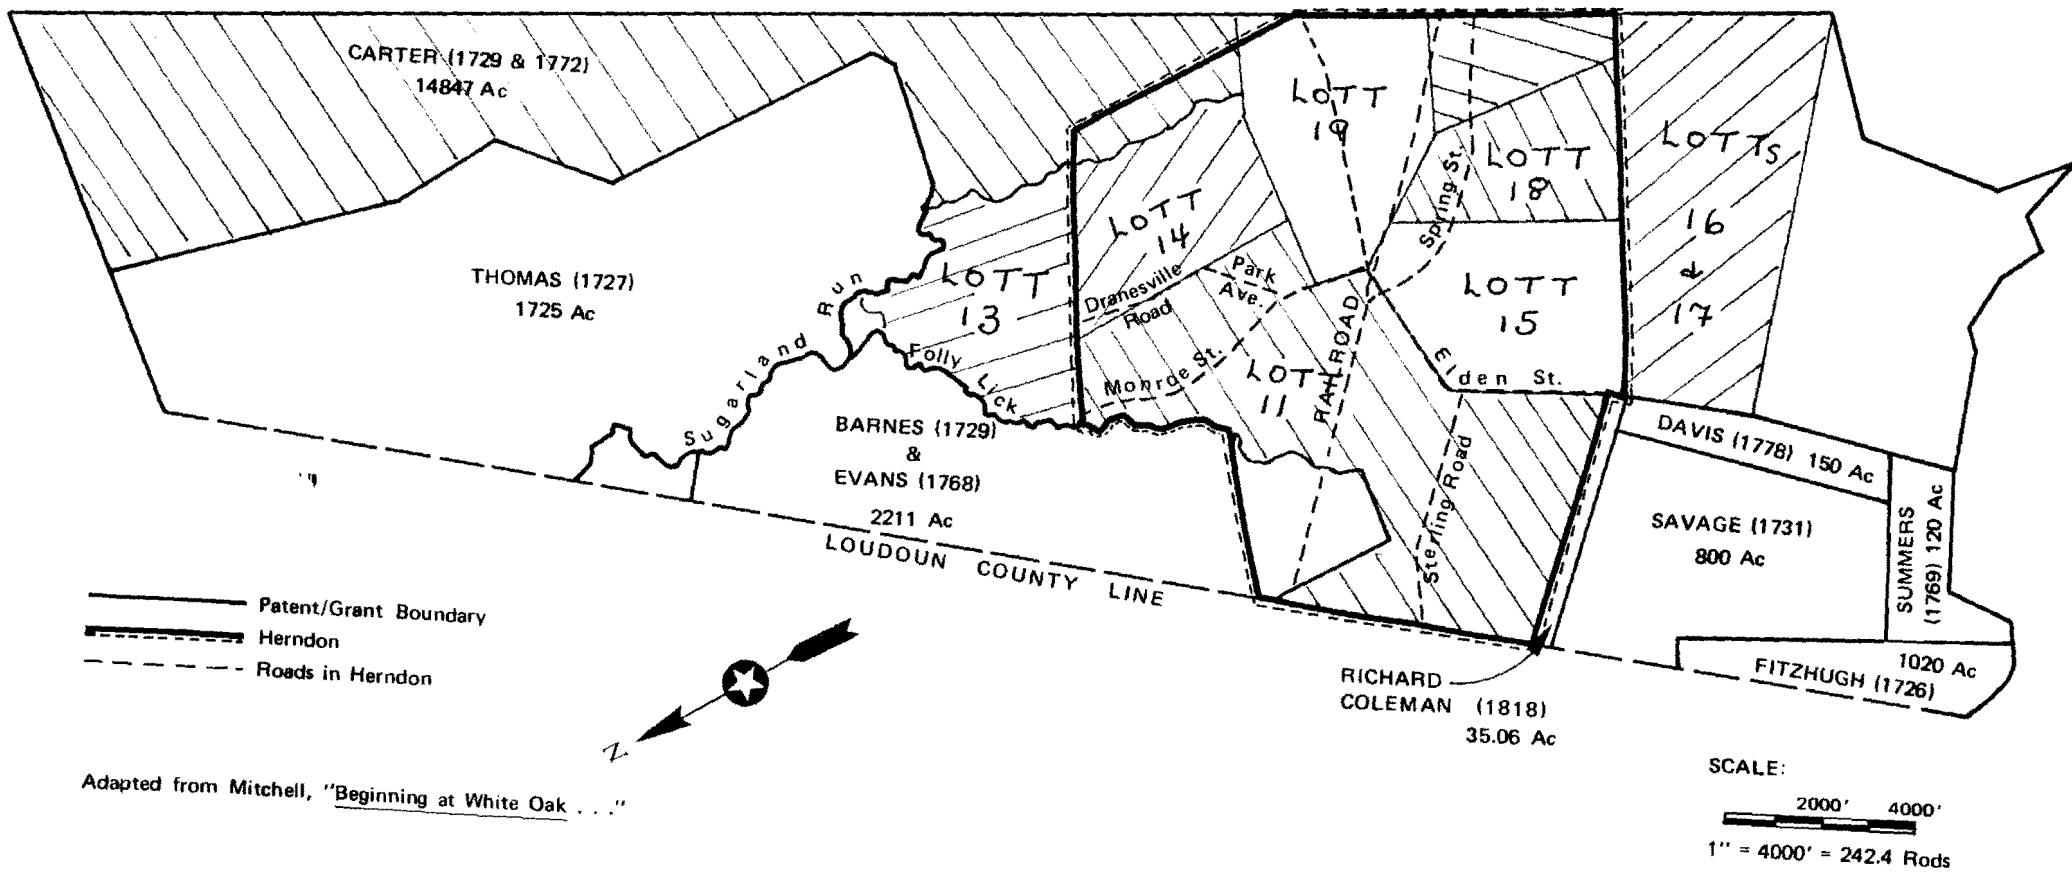 CARTER (1729 & 1772)
14847 Ac
THOMAS (1727)
1725 Ac
Sugarland Run
LOTT
13
Folly Lick
LOTT
14
Dranesville
Road
Park
Ave.
Monroe St.
LOTT
19
LOTT
18
Spring St.
LOTT
15
LOTTS
16
&
17
LOTT
11
RAILROAD
Elden St.
Sterling Road
BARNES (1729)
&
EVANS (1768)
2211 Ac
LOUDOUN COUNTY LINE
DAVIS (1778) 150 Ac
SAVAGE (1731)
800 Ac
SUMMERS
(1769) 120 Ac
1020 Ac
FITZHUGH (1726)
RICHARD
COLEMAN (1818)
35.06 Ac
Patent/Grant Boundary
Herndon
Roads in Herndon
N
Adapted from Mitchell, "Beginning at White Oak . . ."
SCALE:
2000' 4000'
1" = 4000' = 242.4 Rods